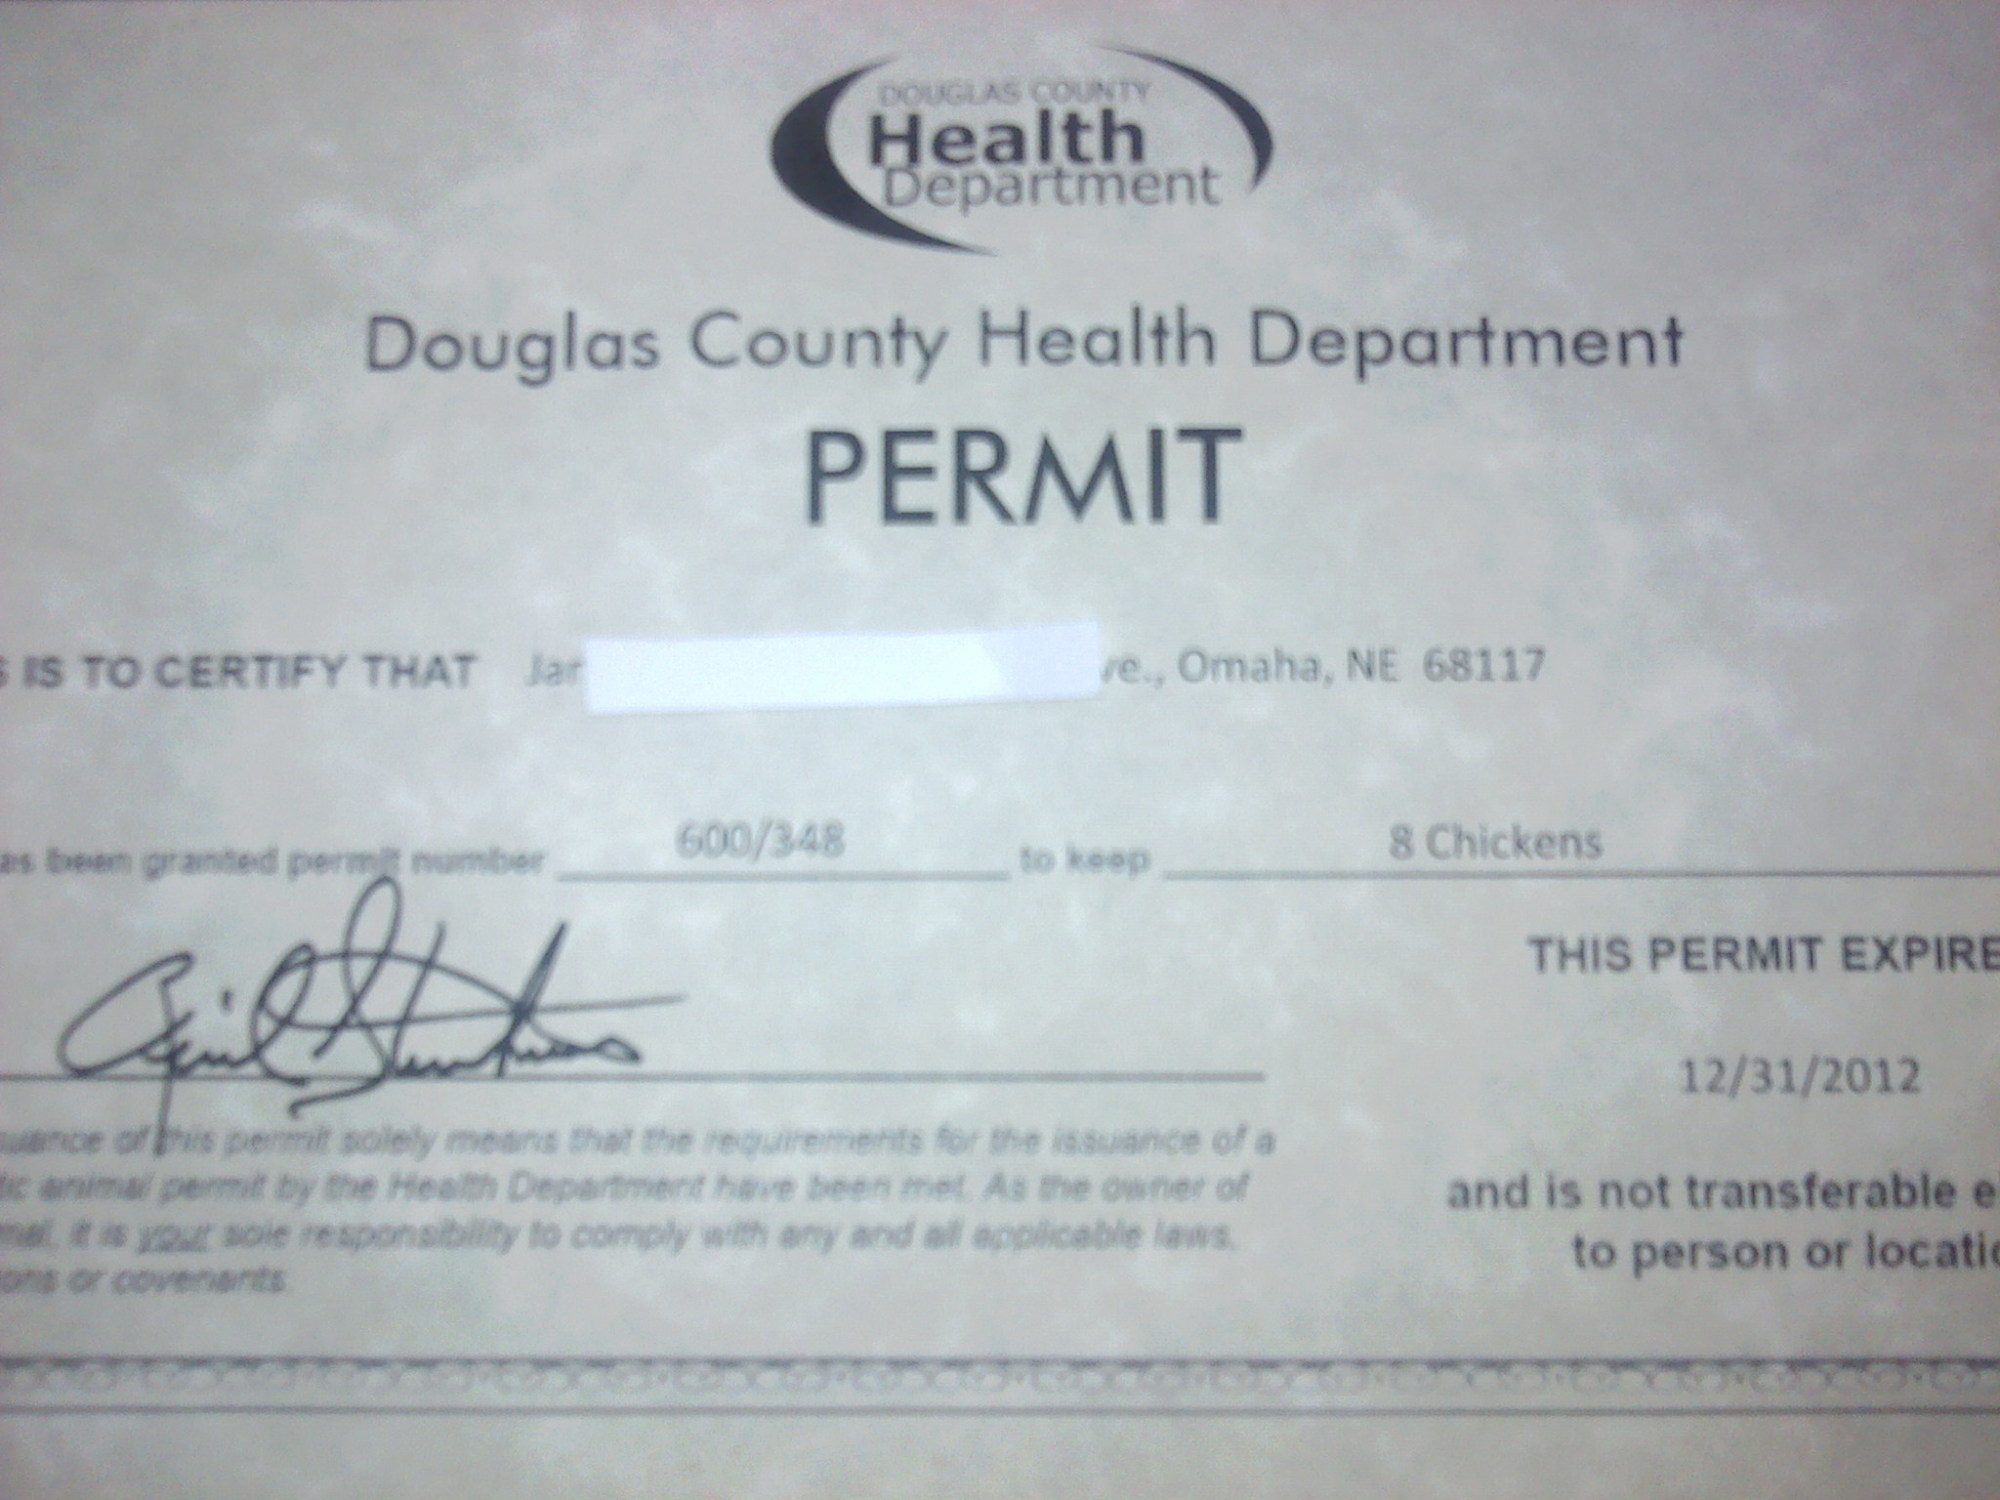 DOUGLAS COUNTY
Health
Department
Douglas County Health Department
PERMIT
S IS TO CERTIFY THAT Jar re., Omaha, NE 68117
as been granted permit number 600/348 to keep 8 Chickens
THIS PERMIT EXPIRE
12/31/2012
uance of this permit solely means that the requirements for the issuance of a
tic animal permit by the Health Department have been met. As the owner of
mal, it is your sole responsibility to comply with any and all applicable laws,
ons or covenants
and is not transferable e
to person or locatio